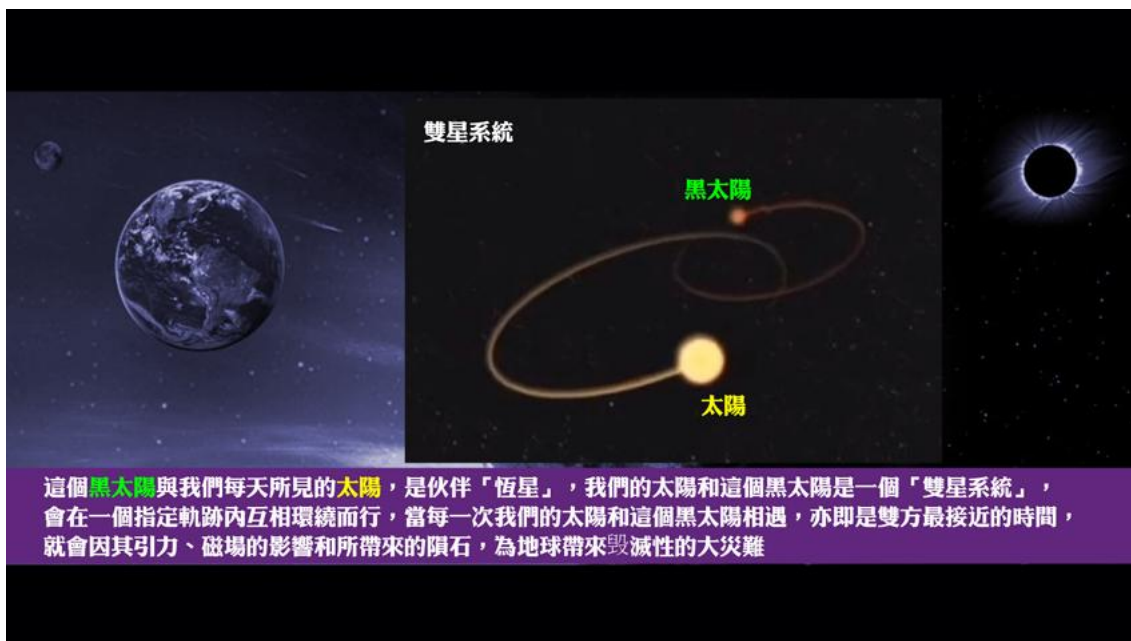 雙星系統
黑太陽
太陽
這個黑太陽與我們每天所見的太陽，是伙伴「恆星」，我們的太陽和這個黑太陽是一個「雙星系統」，
會在一個指定軌跡內互相環繞而行，當每一次我們的太陽和這個黑太陽相遇，亦即是雙方最接近的時間，
就會因其引力、磁場的影響和所帶來的隕石，為地球帶來毀滅性的大災難